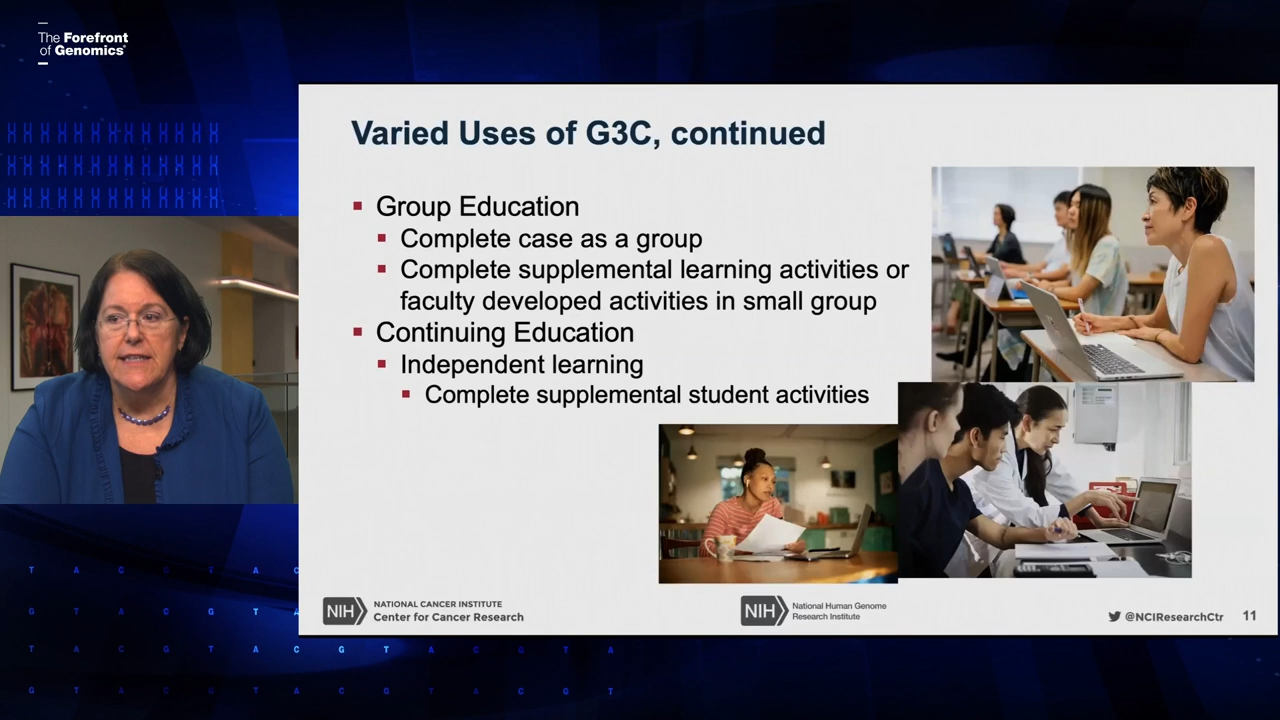 The Forefront
of Genomics®
Varied Uses of G3C, continued
Group Education
Complete case as a group
Complete supplemental learning activities or
faculty developed activities in small group
Continuing Education
Independent learning
Complete supplemental student activities
NIH NATIONAL CANCER INSTITUTE
Center for Cancer Research
NIH National Human Genome
Research Institute
@NCIResearchCtr 11
T A C G T A C
G T A C G T A
T A C G T A C G T A C G T A
G T A C G T A C G T A C G T